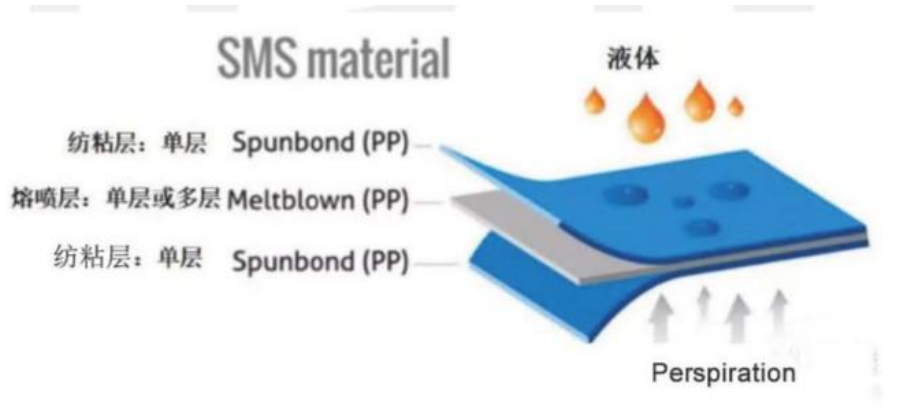 SMS material
液体
纺粘层：单层 Spunbond (PP)
熔喷层：单层或多层 Meltblown (PP)
纺粘层：单层 Spunbond (PP)
Perspiration